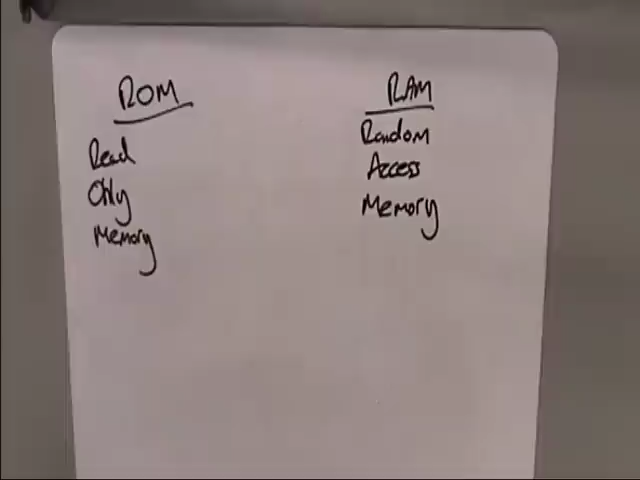 ROM
Read
Only
Memory
RAM
Random
Access
Memory